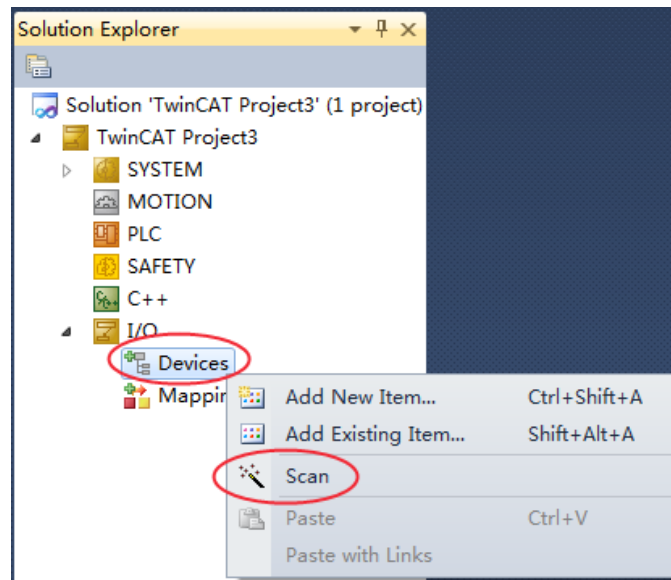 Solution Explorer
Solution 'TwinCAT Project3' (1 project)
TwinCAT Project3
SYSTEM
MOTION
PLC
SAFETY
C++
I/O
Devices
Mappin
Add New Item... Ctrl+Shift+A
Add Existing Item... Shift+Alt+A
Scan
Paste Ctrl+V
Paste with Links